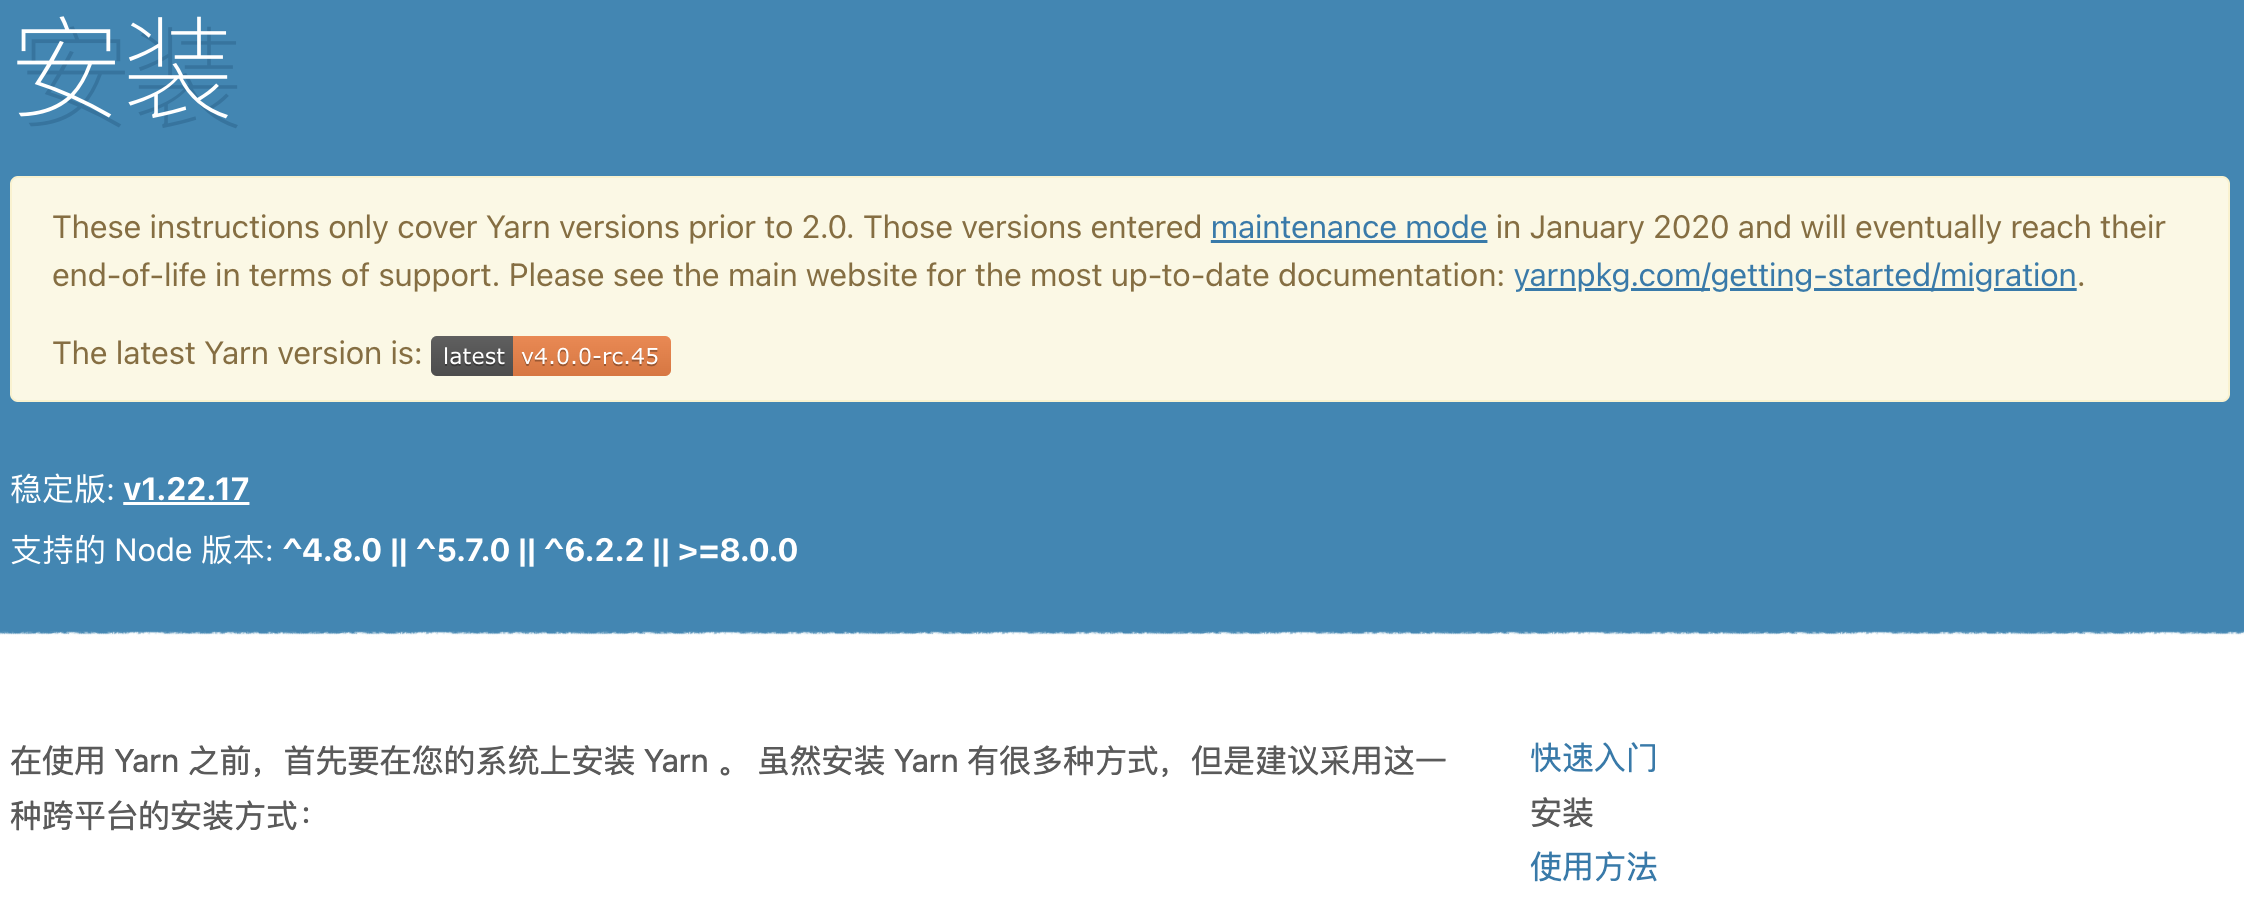 安装
These instructions only cover Yarn versions prior to 2.0. Those versions entered maintenance mode in January 2020 and will eventually reach their
end-of-life in terms of support. Please see the main website for the most up-to-date documentation: yarnpkg.com/getting-started/migration.
The latest Yarn version is: latest v4.0.0-rc.45
稳定版: v1.22.17
支持的 Node 版本: ^4.8.0 || ^5.7.0 || ^6.2.2 || >=8.0.0
在使用 Yarn 之前，首先要在您的系统上安装 Yarn 。 虽然安装 Yarn 有很多种方式，但是建议采用这一
种跨平台的安装方式：
快速入门
安装
使用方法